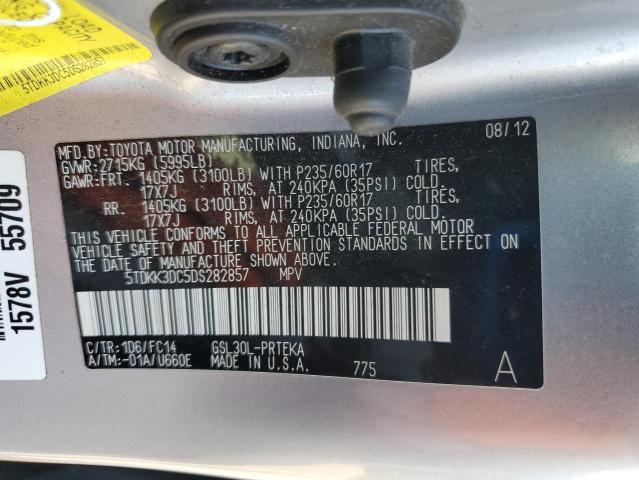 LOAD
5TDKK3DC5DS282857
MFD.BY:TOYOTA MOTOR MANUFACTURING, INDIANA, INC. 08/12
GVWR:2715KG (5995LB)
GAWR:FRT. 1405KG (3100LB) WITH P235/60R17 TIRES,
17X7J RIMS, AT 240KPA (35PSI) COLD.
RR. 1405KG (3100LB) WITH P235/60R17 TIRES,
17X7J RIMS, AT 240KPA (35PSI) COLD.
THIS VEHICLE CONFORMS TO ALL APPLICABLE FEDERAL MOTOR
VEHICLE SAFETY AND THEFT PREVENTION STANDARDS IN EFFECT ON
THE DATE OF MANUFACTURE SHOWN ABOVE.
5TDKK3DC5DS282857 MPV
C/TR:1D6/FC14 GSL30L-PRTEKA
A/TM:-01A/U660E MADE IN U.S.A. 775 A
1578V 55709